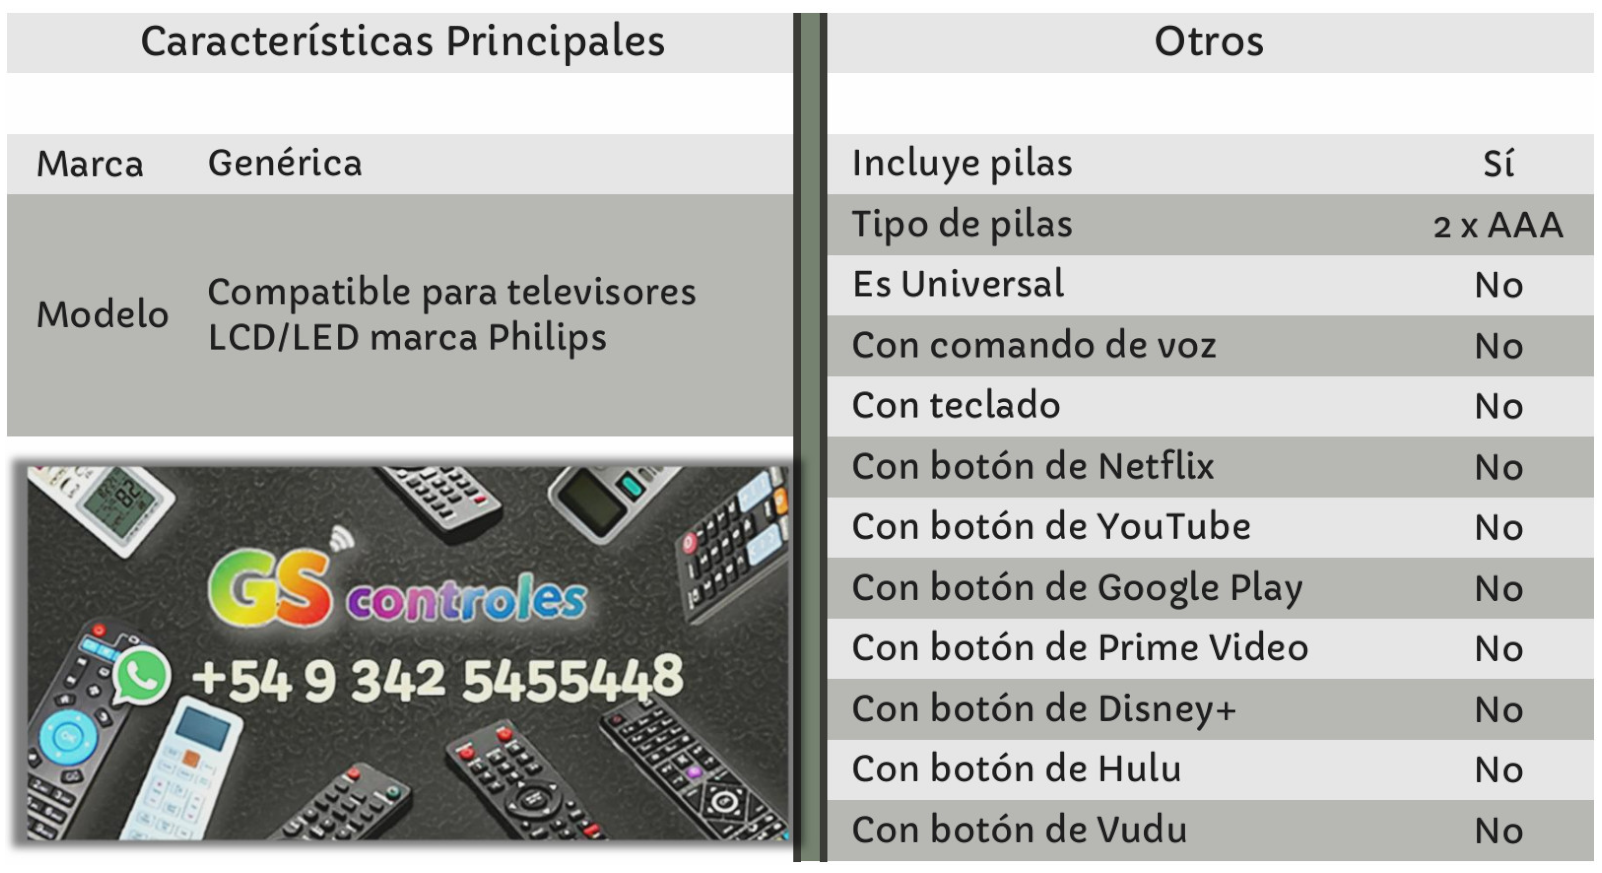 Características Principales
Marca Genérica
Modelo Compatible para televisores
LCD/LED marca Philips
GS controles
+54 9 342 5455448
Otros
Incluye pilas Sí
Tipo de pilas 2 x AAA
Es Universal No
Con comando de voz No
Con teclado No
Con botón de Netflix No
Con botón de YouTube No
Con botón de Google Play No
Con botón de Prime Video No
Con botón de Disney+ No
Con botón de Hulu No
Con botón de Vudu No